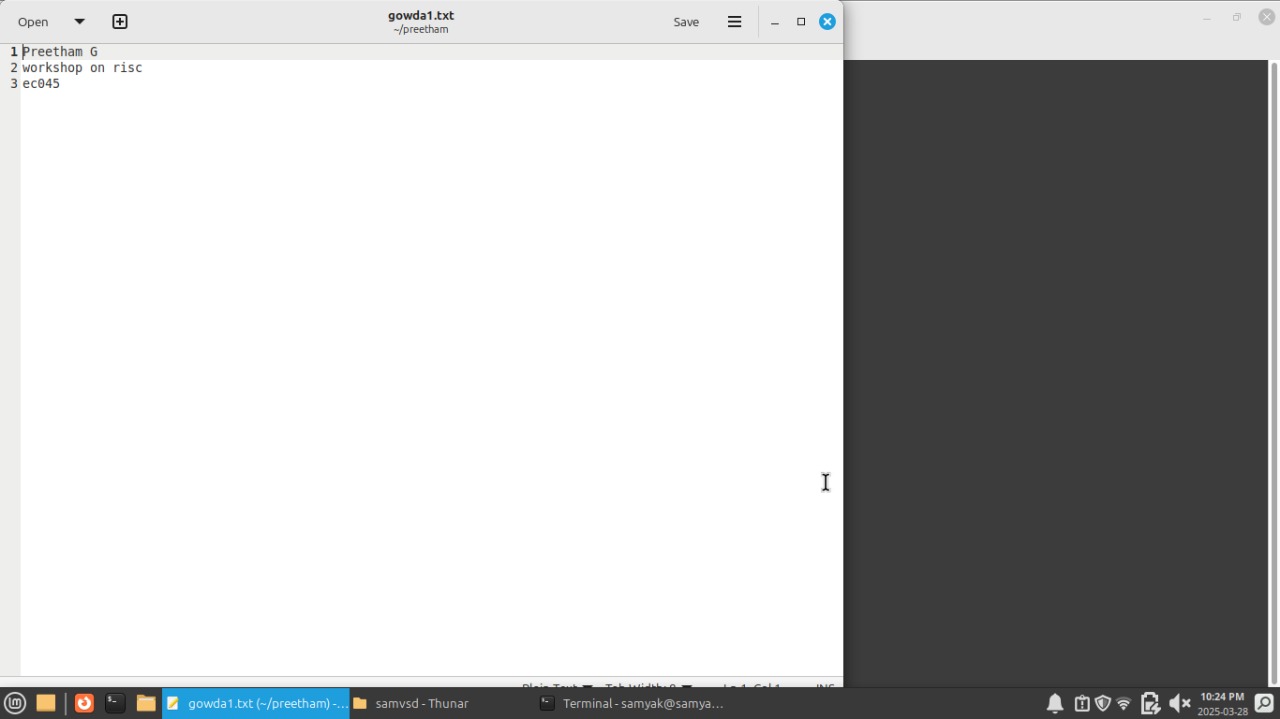 Open
gowda1.txt
~/preetham
Save
1 Preetham G
2 workshop on risc
3 ec045
gowda1.txt (~/preetham) -...
samvsd - Thunar
Terminal - samyak@samya...
10:24 PM
2025-03-28